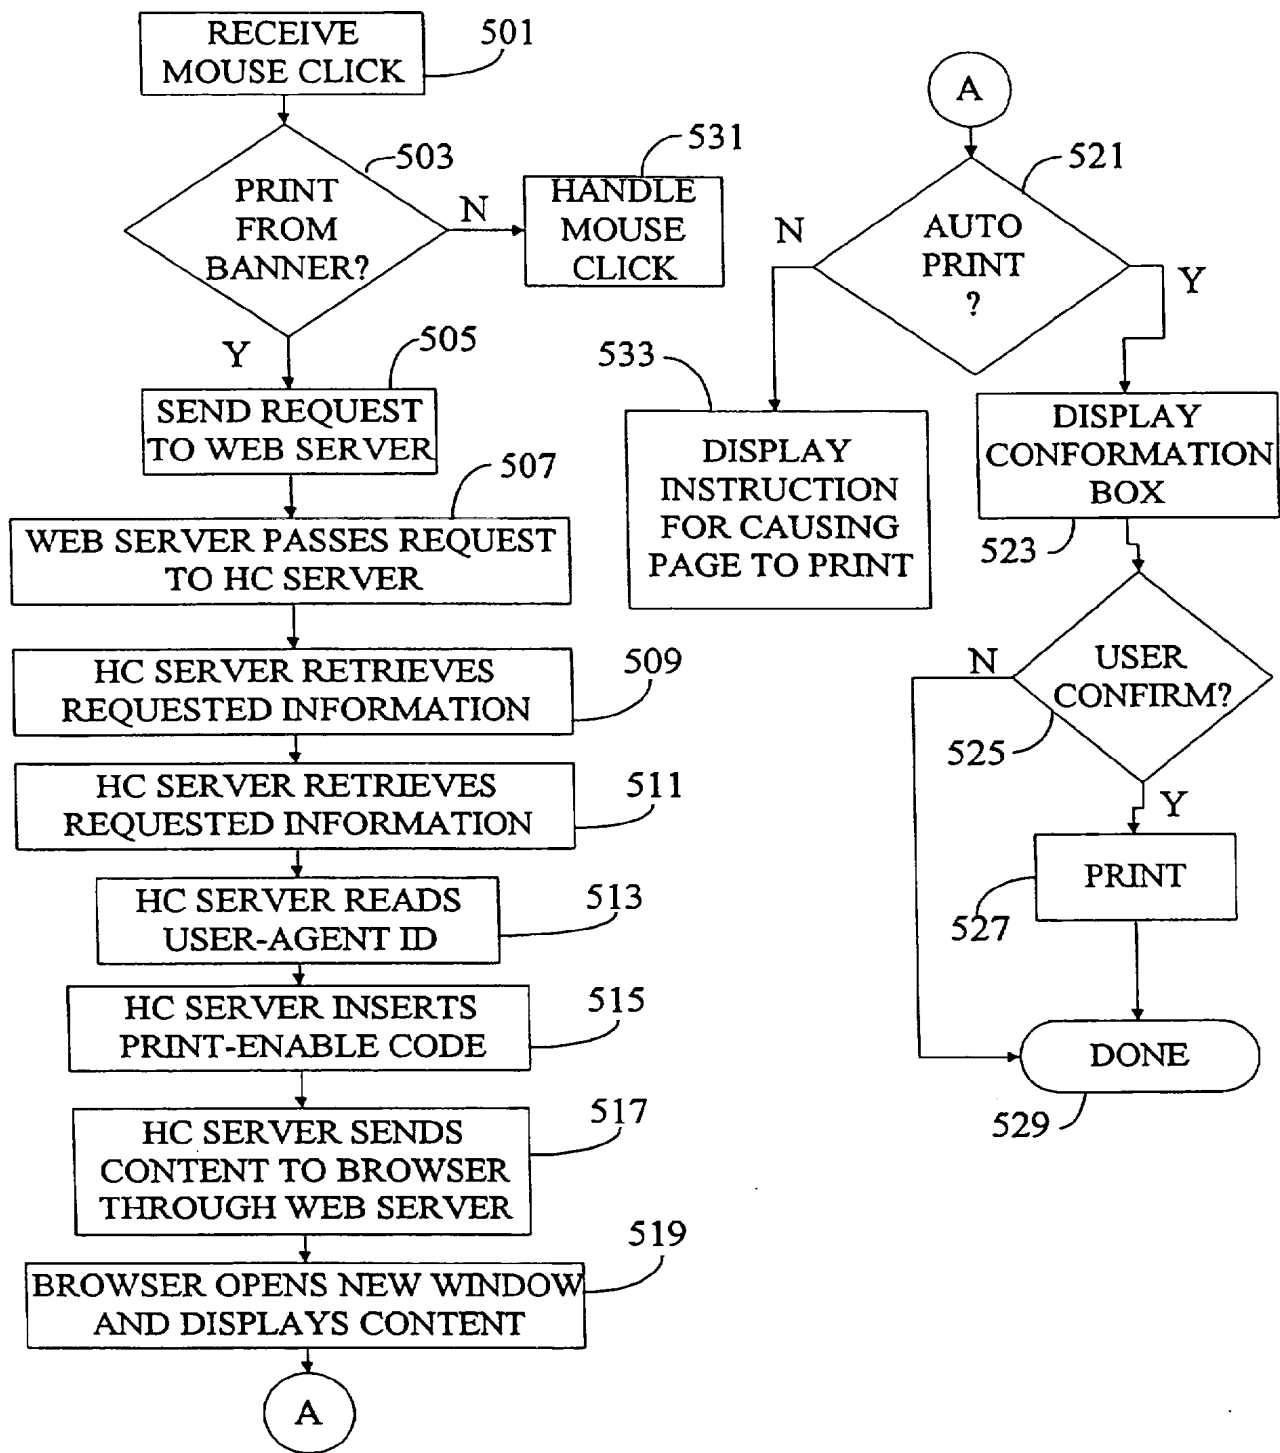 RECEIVE
MOUSE CLICK
501
PRINT
FROM
BANNER?
503
N
HANDLE
MOUSE
CLICK
531
Y
SEND REQUEST
TO WEB SERVER
505
WEB SERVER PASSES REQUEST
TO HC SERVER
507
HC SERVER RETRIEVES
REQUESTED INFORMATION
509
HC SERVER RETRIEVES
REQUESTED INFORMATION
511
HC SERVER READS
USER-AGENT ID
513
HC SERVER INSERTS
PRINT-ENABLE CODE
515
HC SERVER SENDS
CONTENT TO BROWSER
THROUGH WEB SERVER
517
BROWSER OPENS NEW WINDOW
AND DISPLAYS CONTENT
519
A
A
AUTO
PRINT
?
521
N
Y
DISPLAY
INSTRUCTION
FOR CAUSING
PAGE TO PRINT
533
DISPLAY
CONFORMATION
BOX
523
USER
CONFIRM?
525
N
Y
PRINT
527
DONE
529